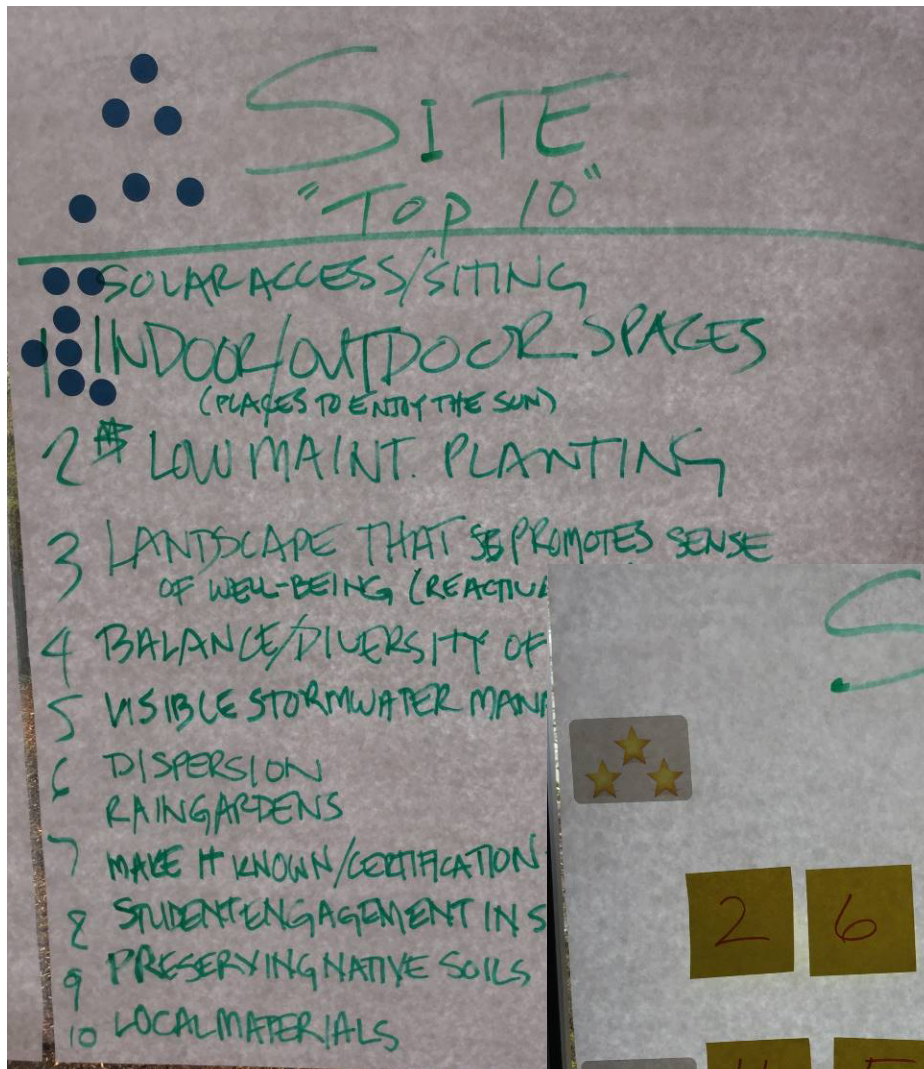 SITE
"TOP 10"
SOLAR ACCESS/SITING
1 INDOOR/OUTDOOR SPACES
(PLACES TO ENJOY THE SUN)
2 LOW MAINT. PLANTING
3 LANDSCAPE THAT PROMOTES SENSE
OF WELL-BEING (REACTIVE
4 BALANCE/DIVERSITY OF
5 VISIBLE STORMWATER MAN
6 DISPERSION
RAINGARDENS
7 MAKE IT KNOWN/CERTIFICATION
8 STUDENT ENGAGEMENT IN S
9 PRESERVING NATIVE SOILS
10 LOCAL MATERIALS
S
2 6